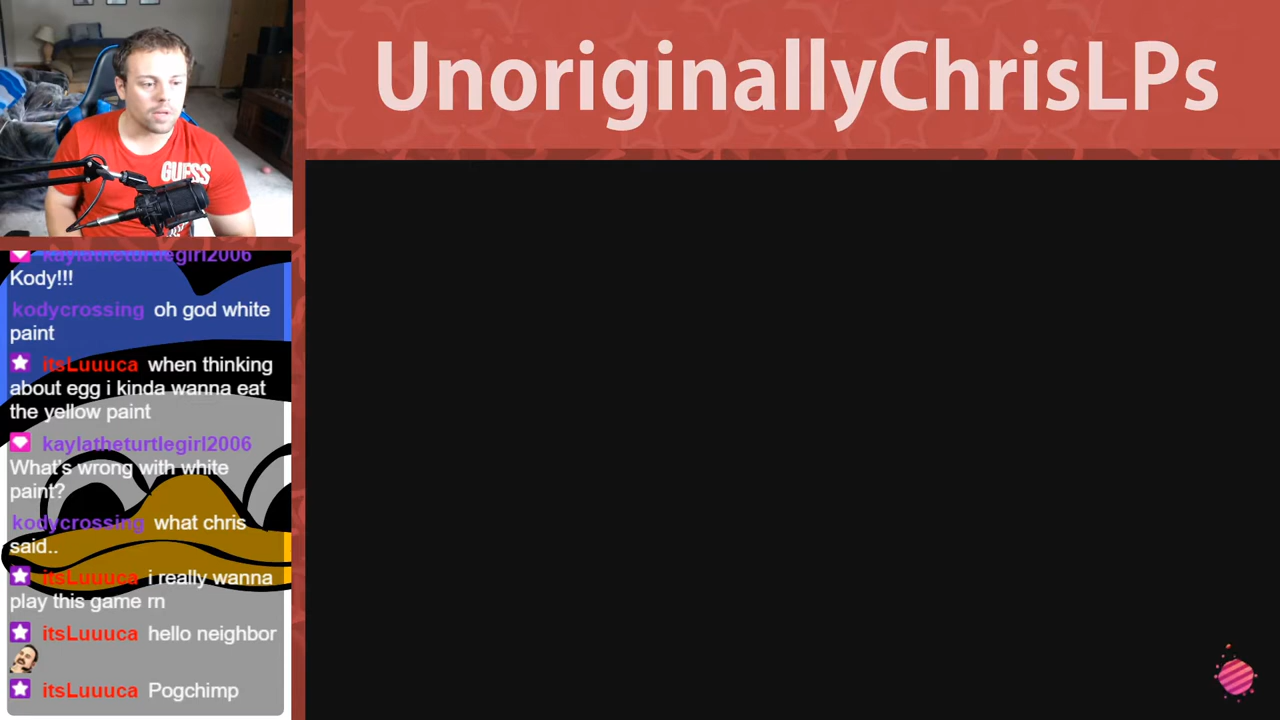 UnoriginallyChrisLPs
GUESS
kaylatheturtlegirl2006
Kody!!!
kodycrossing oh god white
paint
itsLuuuca when thinking
about egg i kinda wanna eat
the yellow paint
kaylatheturtlegirl2006
What's wrong with white
paint?
kodycrossing what chris
said..
itsLuuuca i really wanna
play this game rn
itsLuuuca hello neighbor
itsLuuuca Pogchimp